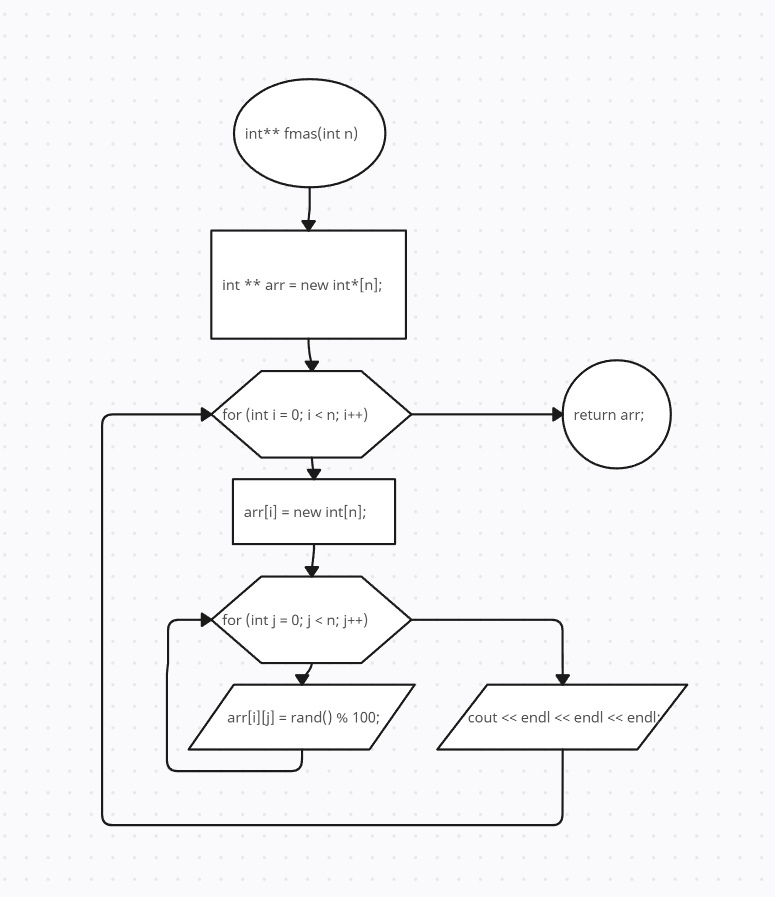 int** fmas(int n)
int ** arr = new int*[n];
for (int i = 0; i < n; i++)
return arr;
arr[i] = new int[n];
for (int j = 0; j < n; j++)
arr[i][j] = rand() % 100;
cout << endl << endl << endl;